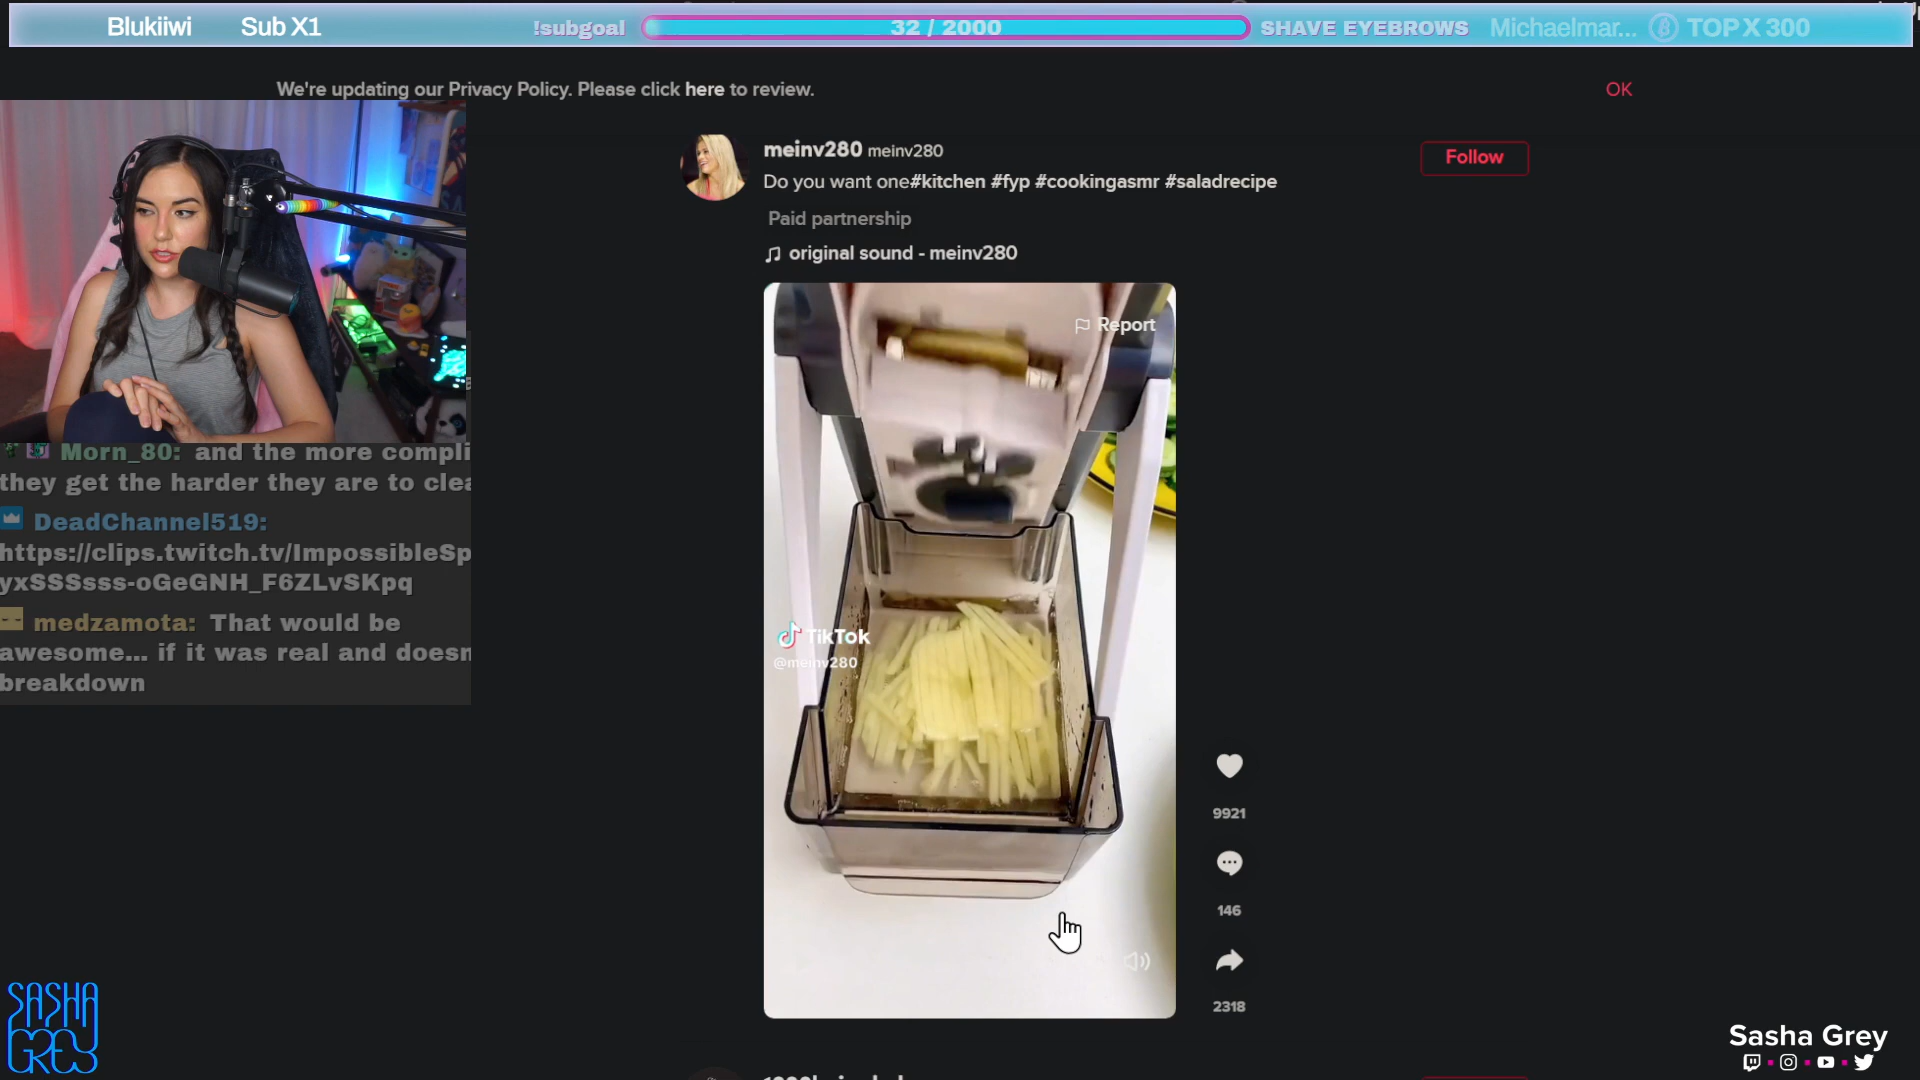 Blukiiwi Sub X1 !subgoal 32 / 2000 SHAVE EYEBROWS Michaelmar... TOP X 300
We're updating our Privacy Policy. Please click here to review. OK
meinv280 meinv280 Follow
Do you want one#kitchen #fyp #cookingasmr #saladrecipe
Paid partnership
original sound - meinv280
Report
TikTok
@meinv280
9921
146
2318
Morn_80: and the more compli
they get the harder they are to clea
DeadChannel519:
https://clips.twitch.tv/ImpossibleSp
yxSSSsss-oGeGNH_F6ZLvSKpq
medzamota: That would be
awesome... if it was real and doesn
breakdown
SASHA
GREY
Sasha Grey